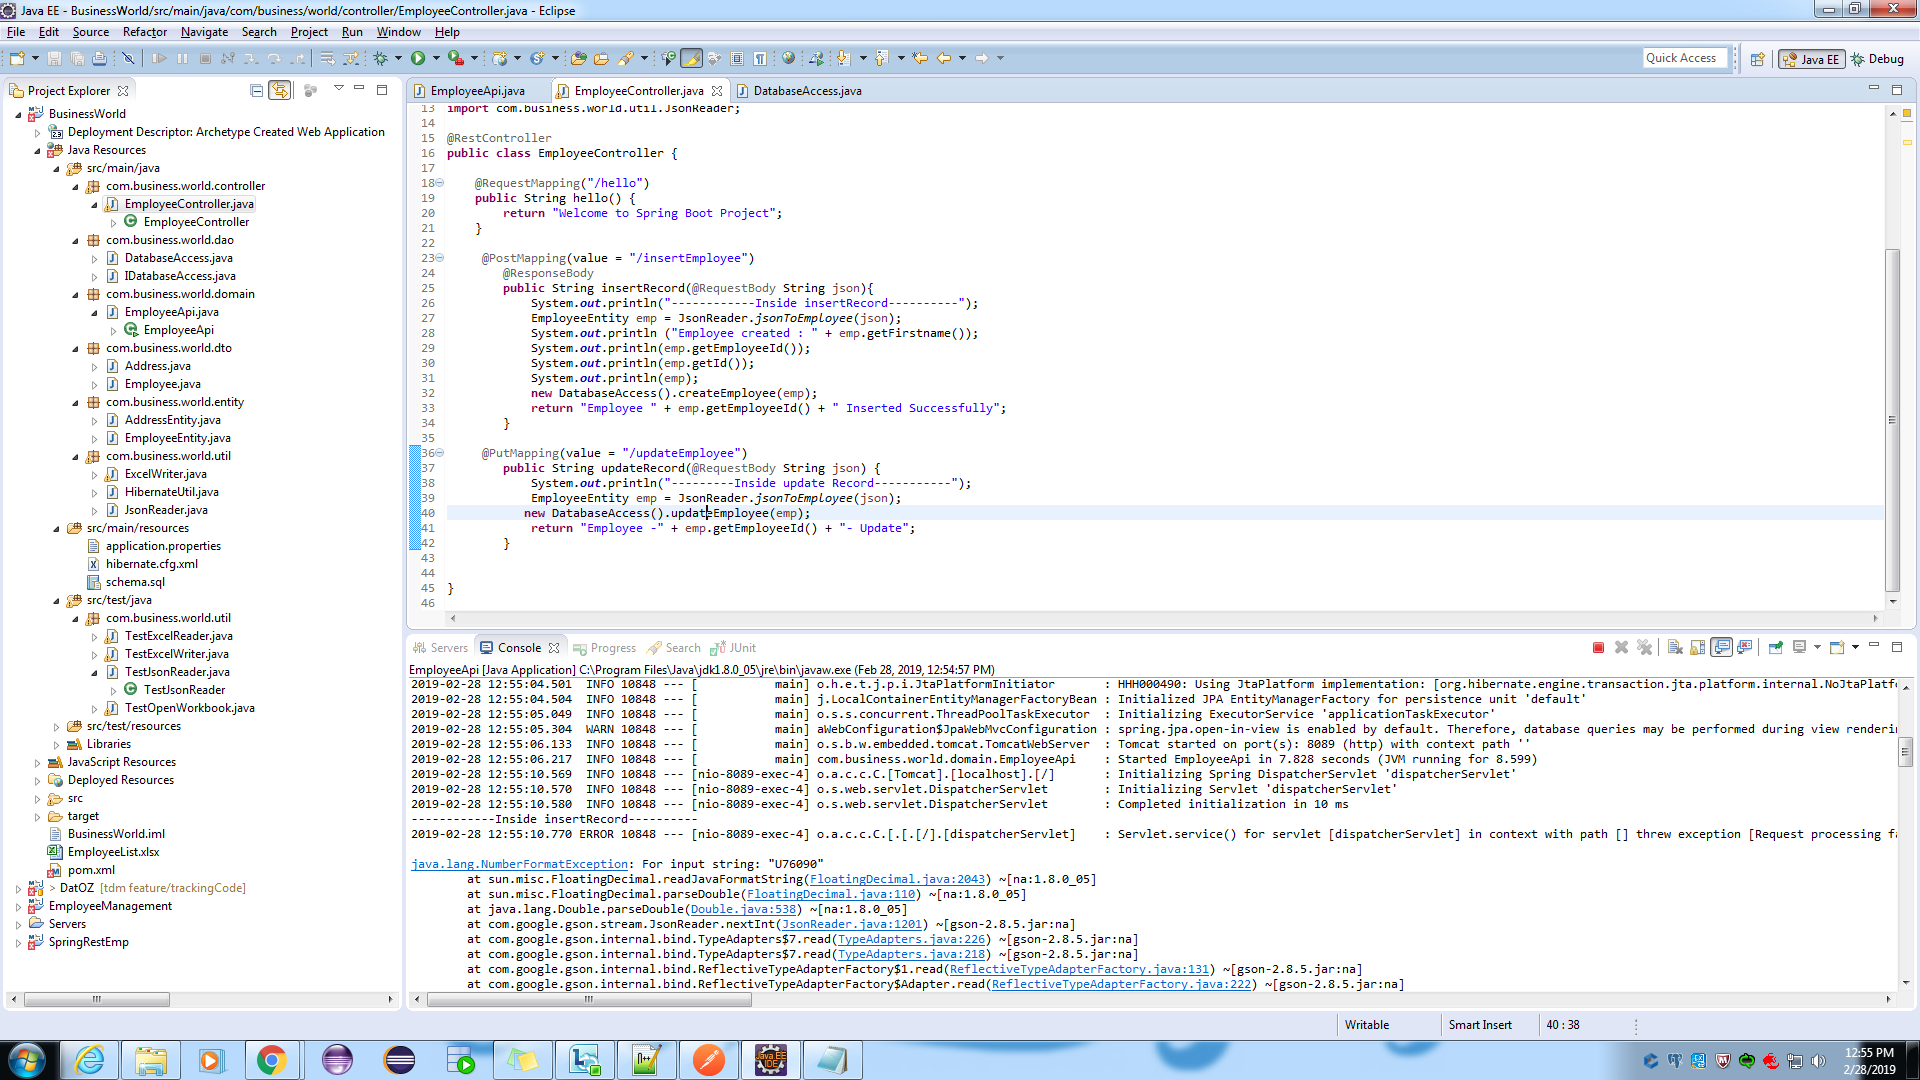 Java EE - BusinessWorld/src/main/java/com/business/world/controller/EmployeeController.java - Eclipse
File Edit Source Refactor Navigate Search Project Run Window Help
Quick Access
Java EE
Debug
Project Explorer
BusinessWorld
Deployment Descriptor: Archetype Created Web Application
Java Resources
src/main/java
com.business.world.controller
EmployeeController.java
EmployeeController
com.business.world.dao
DatabaseAccess.java
IDatabaseAccess.java
com.business.world.domain
EmployeeApi.java
EmployeeApi
com.business.world.dto
Address.java
Employee.java
com.business.world.entity
AddressEntity.java
EmployeeEntity.java
com.business.world.util
ExcelWriter.java
HibernateUtil.java
JsonReader.java
src/main/resources
application.properties
hibernate.cfg.xml
schema.sql
src/test/java
com.business.world.util
TestExcelReader.java
TestExcelWriter.java
TestJsonReader.java
TestJsonReader
TestOpenWorkbook.java
src/test/resources
Libraries
JavaScript Resources
Deployed Resources
src
target
BusinessWorld.iml
EmployeeList.xlsx
pom.xml
> DatOZ [tdm feature/trackingCode]
EmployeeManagement
Servers
SpringRestEmp
EmployeeApi.java EmployeeController.java DatabaseAccess.java
13 import com.business.world.util.JsonReader;
14
15 @RestController
16 public class EmployeeController {
17
18 @RequestMapping("/hello")
19 public String hello() {
20 return "Welcome to Spring Boot Project";
21 }
22
23 @PostMapping(value = "/insertEmployee")
24 @ResponseBody
25 public String insertRecord(@RequestBody String json){
26 System.out.println("------------Inside insertRecord----------");
27 EmployeeEntity emp = JsonReader.jsonToEmployee(json);
28 System.out.println ("Employee created : " + emp.getFirstname());
29 System.out.println(emp.getEmployeeId());
30 System.out.println(emp.getId());
31 System.out.println(emp);
32 new DatabaseAccess().createEmployee(emp);
33 return "Employee " + emp.getEmployeeId() + " Inserted Successfully";
34 }
35
36 @PutMapping(value = "/updateEmployee")
37 public String updateRecord(@RequestBody String json) {
38 System.out.println("---------Inside update Record-----------");
39 EmployeeEntity emp = JsonReader.jsonToEmployee(json);
40 new DatabaseAccess().updateEmployee(emp);
41 return "Employee -" + emp.getEmployeeId() + "- Update";
42 }
43
44
45 }
46
Servers Console Progress Search JUnit
EmployeeApi [Java Application] C:\Program Files\Java\jdk1.8.0_05\jre\bin\javaw.exe (Feb 28, 2019, 12:54:57 PM)
2019-02-28 12:55:04.501 INFO 10848 --- [ main] o.h.e.t.j.p.i.JtaPlatformInitiator : HHH000490: Using JtaPlatform implementation: [org.hibernate.engine.transaction.jta.platform.internal.NoJtaPlatf
2019-02-28 12:55:04.504 INFO 10848 --- [ main] j.LocalContainerEntityManagerFactoryBean : Initialized JPA EntityManagerFactory for persistence unit 'default'
2019-02-28 12:55:05.049 INFO 10848 --- [ main] o.s.s.concurrent.ThreadPoolTaskExecutor : Initializing ExecutorService 'applicationTaskExecutor'
2019-02-28 12:55:05.304 WARN 10848 --- [ main] aWebConfiguration$JpaWebMvcConfiguration : spring.jpa.open-in-view is enabled by default. Therefore, database queries may be performed during view renderi
2019-02-28 12:55:06.133 INFO 10848 --- [ main] o.s.b.w.embedded.tomcat.TomcatWebServer : Tomcat started on port(s): 8089 (http) with context path ''
2019-02-28 12:55:06.217 INFO 10848 --- [ main] com.business.world.domain.EmployeeApi : Started EmployeeApi in 7.828 seconds (JVM running for 8.599)
2019-02-28 12:55:10.569 INFO 10848 --- [nio-8089-exec-4] o.a.c.c.C.[Tomcat].[localhost].[/] : Initializing Spring DispatcherServlet 'dispatcherServlet'
2019-02-28 12:55:10.570 INFO 10848 --- [nio-8089-exec-4] o.s.web.servlet.DispatcherServlet : Initializing Servlet 'dispatcherServlet'
2019-02-28 12:55:10.580 INFO 10848 --- [nio-8089-exec-4] o.s.web.servlet.DispatcherServlet : Completed initialization in 10 ms
------------Inside insertRecord----------
2019-02-28 12:55:10.770 ERROR 10848 --- [nio-8089-exec-4] o.a.c.c.C.[.[.[/].[dispatcherServlet] : Servlet.service() for servlet [dispatcherServlet] in context with path [] threw exception [Request processing fa
java.lang.NumberFormatException: For input string: "U76090"
at sun.misc.FloatingDecimal.readJavaFormatString(FloatingDecimal.java:2043) ~[na:1.8.0_05]
at sun.misc.FloatingDecimal.parseDouble(FloatingDecimal.java:110) ~[na:1.8.0_05]
at java.lang.Double.parseDouble(Double.java:538) ~[na:1.8.0_05]
at com.google.gson.stream.JsonReader.nextInt(JsonReader.java:1201) ~[gson-2.8.5.jar:na]
at com.google.gson.internal.bind.TypeAdapters$7.read(TypeAdapters.java:226) ~[gson-2.8.5.jar:na]
at com.google.gson.internal.bind.TypeAdapters$7.read(TypeAdapters.java:218) ~[gson-2.8.5.jar:na]
at com.google.gson.internal.bind.ReflectiveTypeAdapterFactory$1.read(ReflectiveTypeAdapterFactory.java:131) ~[gson-2.8.5.jar:na]
at com.google.gson.internal.bind.ReflectiveTypeAdapterFactory$Adapter.read(ReflectiveTypeAdapterFactory.java:222) ~[gson-2.8.5.jar:na]
Writable Smart Insert 40 : 38
12:55 PM
2/28/2019